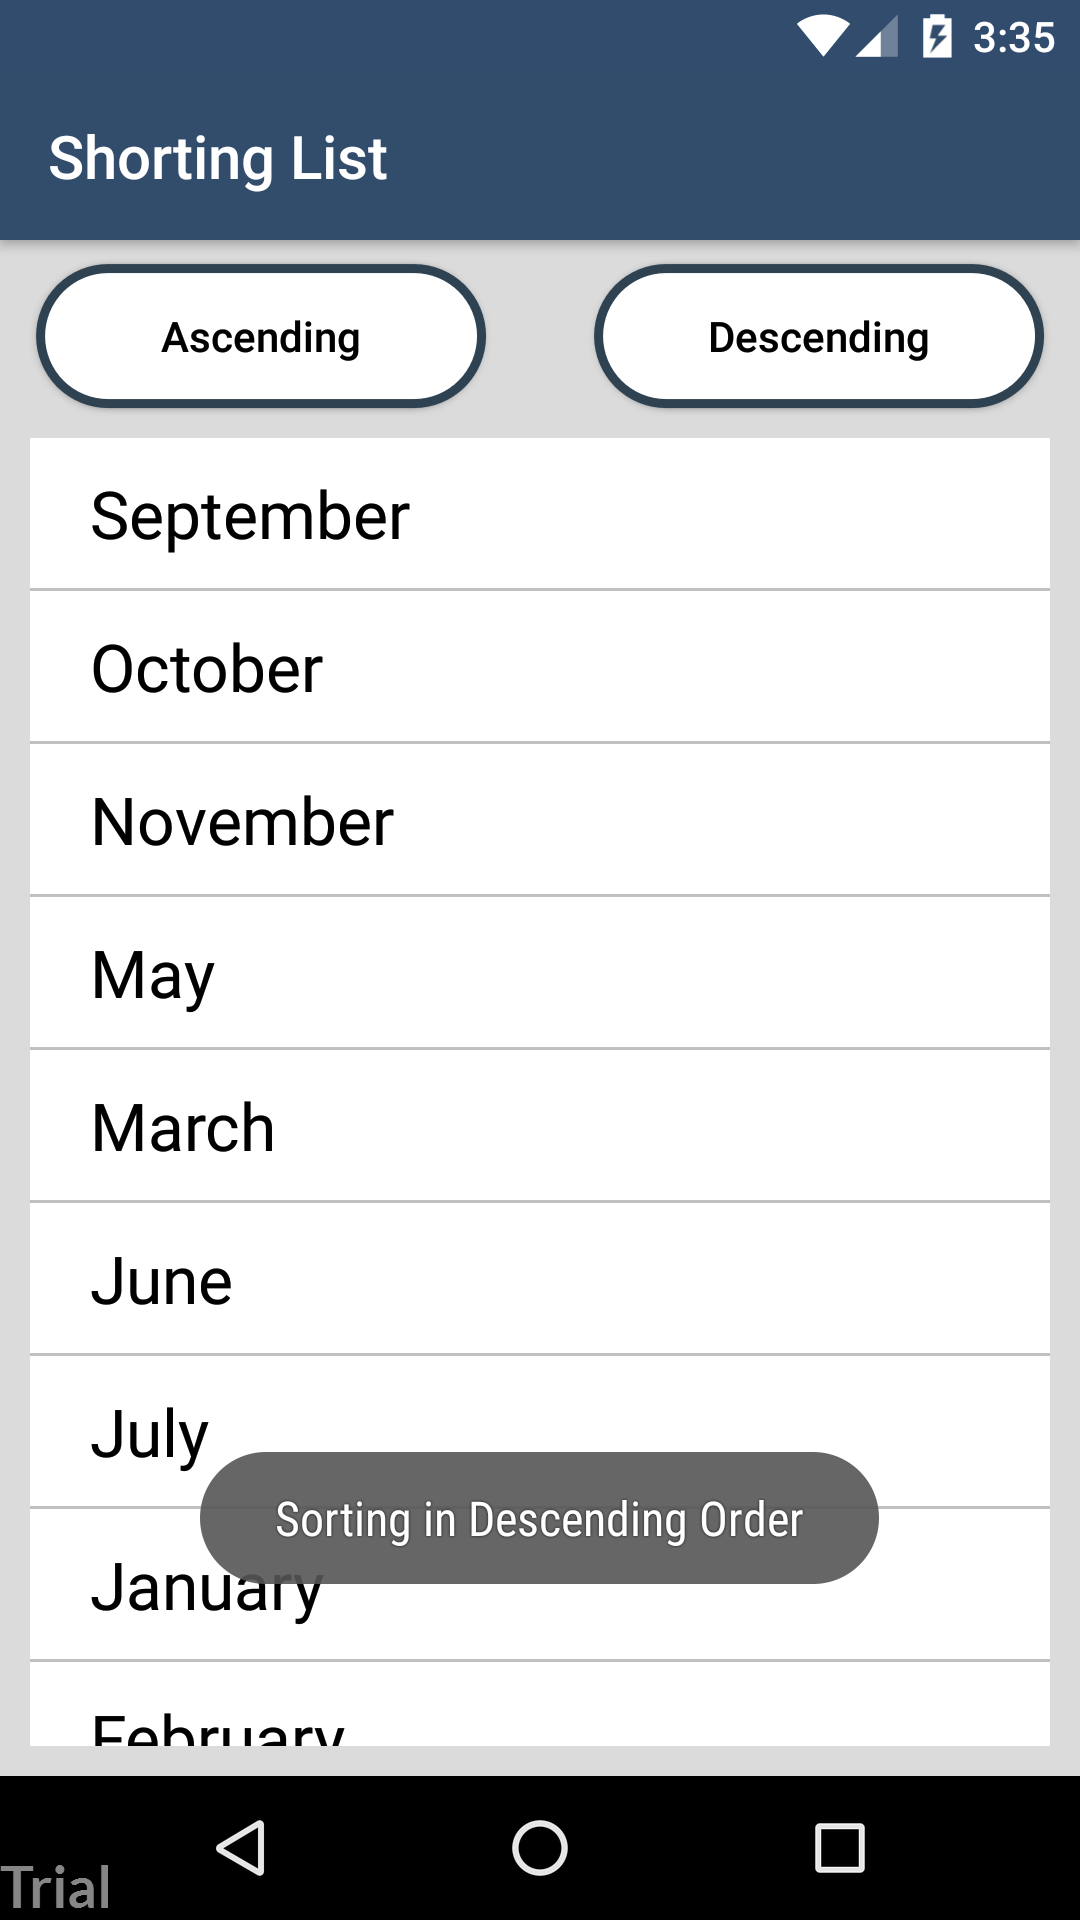 3:35
Shorting List
Ascending
Descending
September
October
November
May
March
June
July
Sorting in Descending Order
January
February
Trial